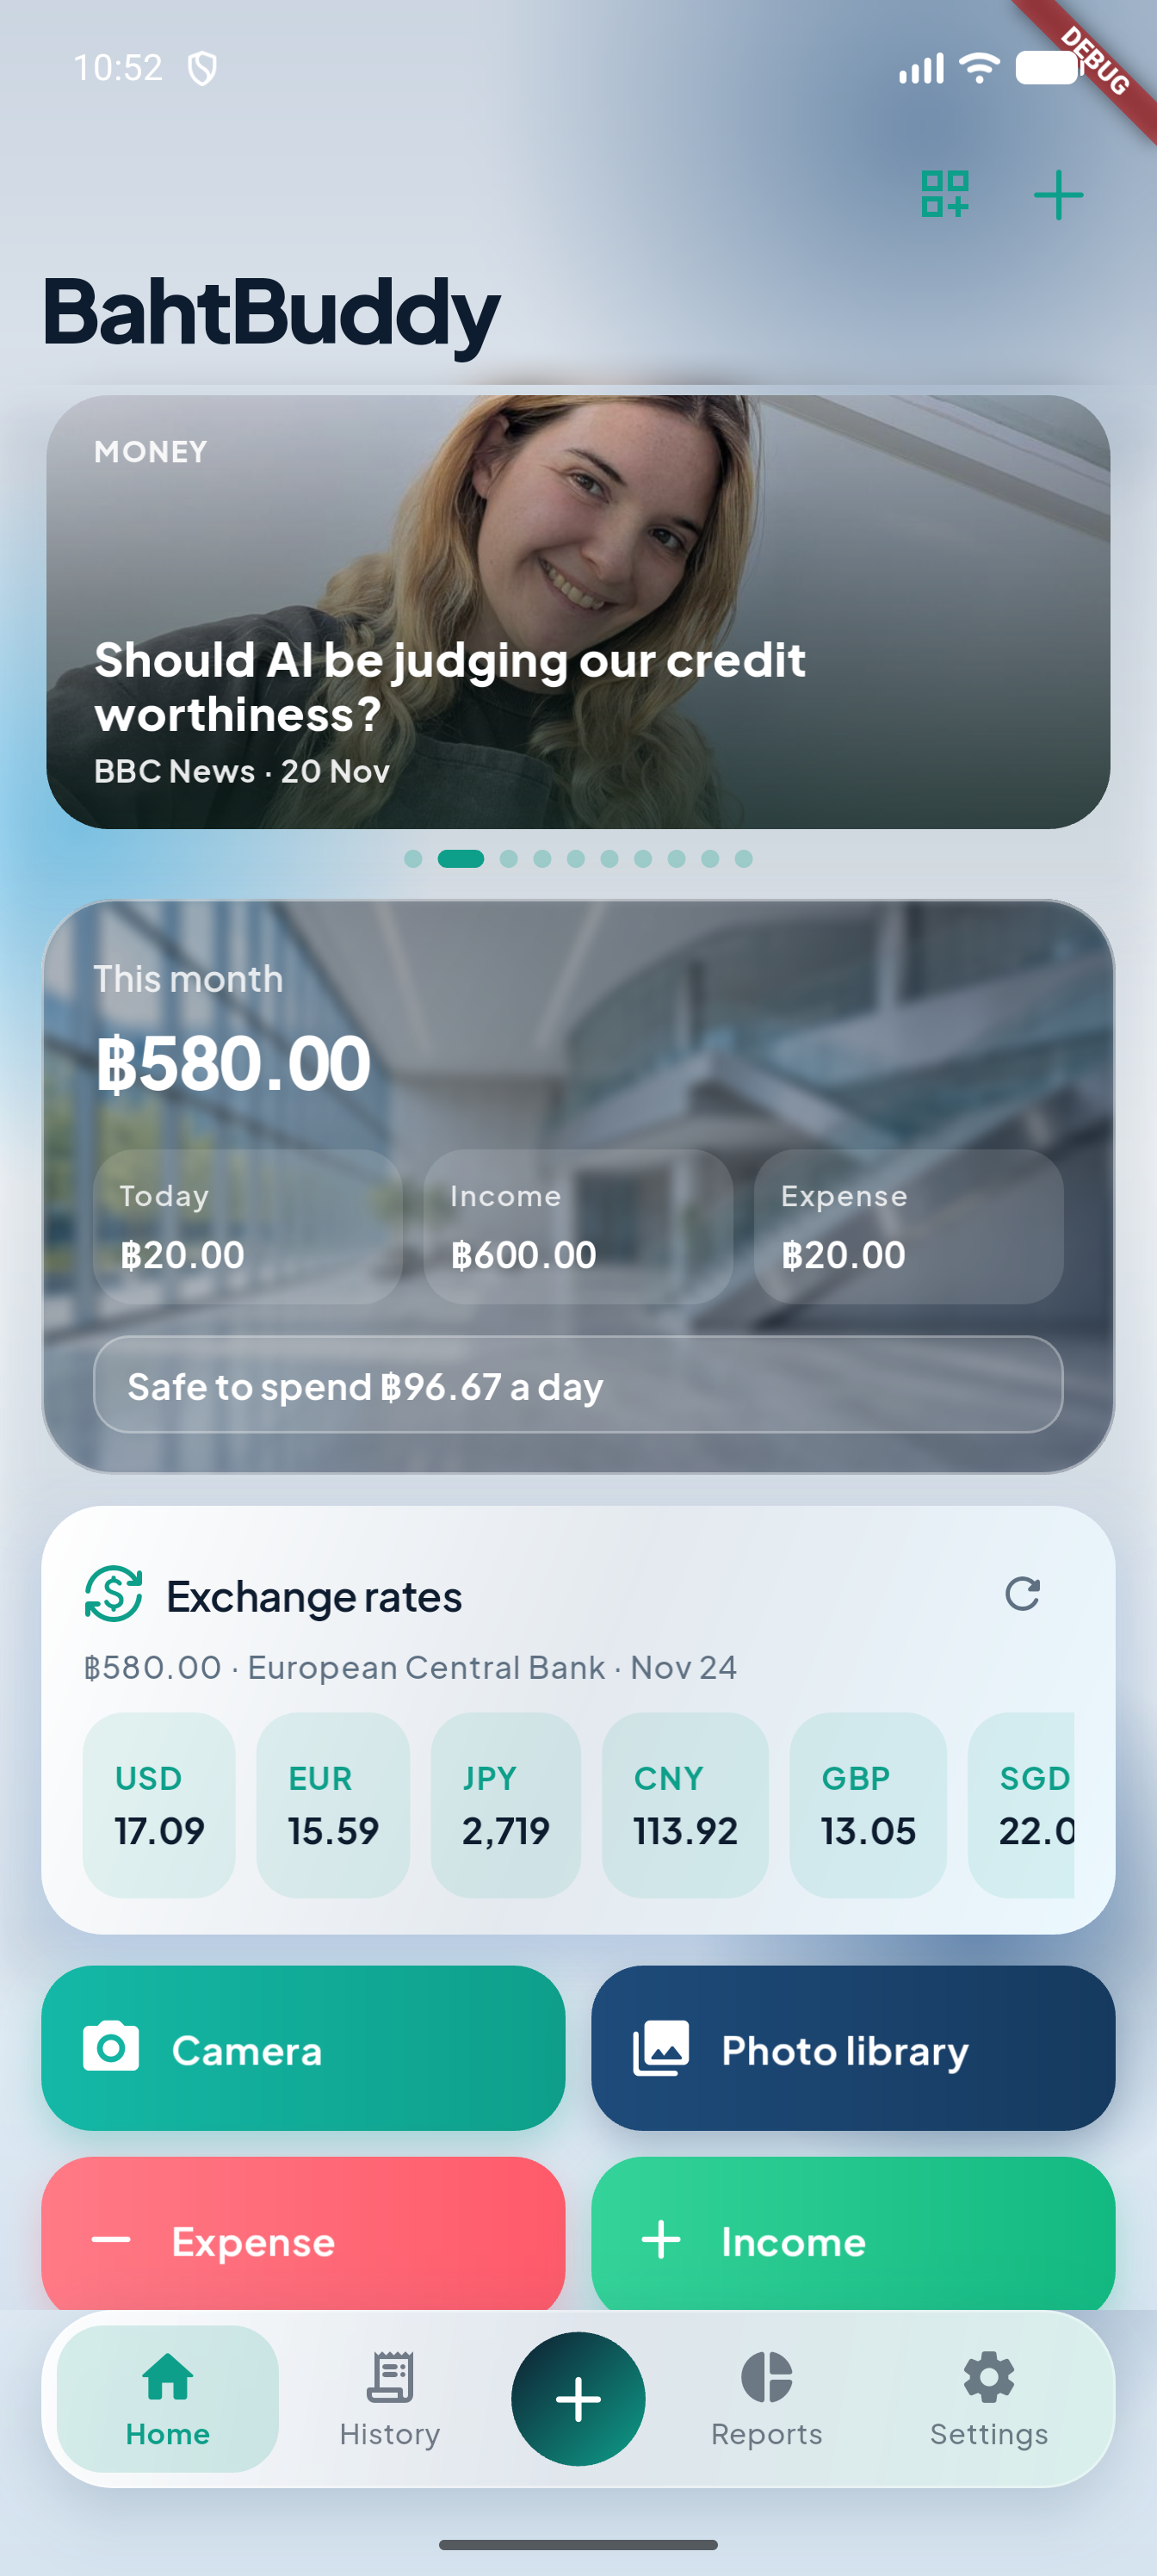 10:52
DEBUG
BahtBuddy
MONEY
Should AI be judging our credit
worthiness?
BBC News · 20 Nov
This month
฿580.00
Today
฿20.00
Income
฿600.00
Expense
฿20.00
Safe to spend ฿96.67 a day
Exchange rates
฿580.00 · European Central Bank · Nov 24
USD
17.09
EUR
15.59
JPY
2,719
CNY
113.92
GBP
13.05
SGD
22.0
Camera
Photo library
Expense
Income
Home
History
Reports
Settings